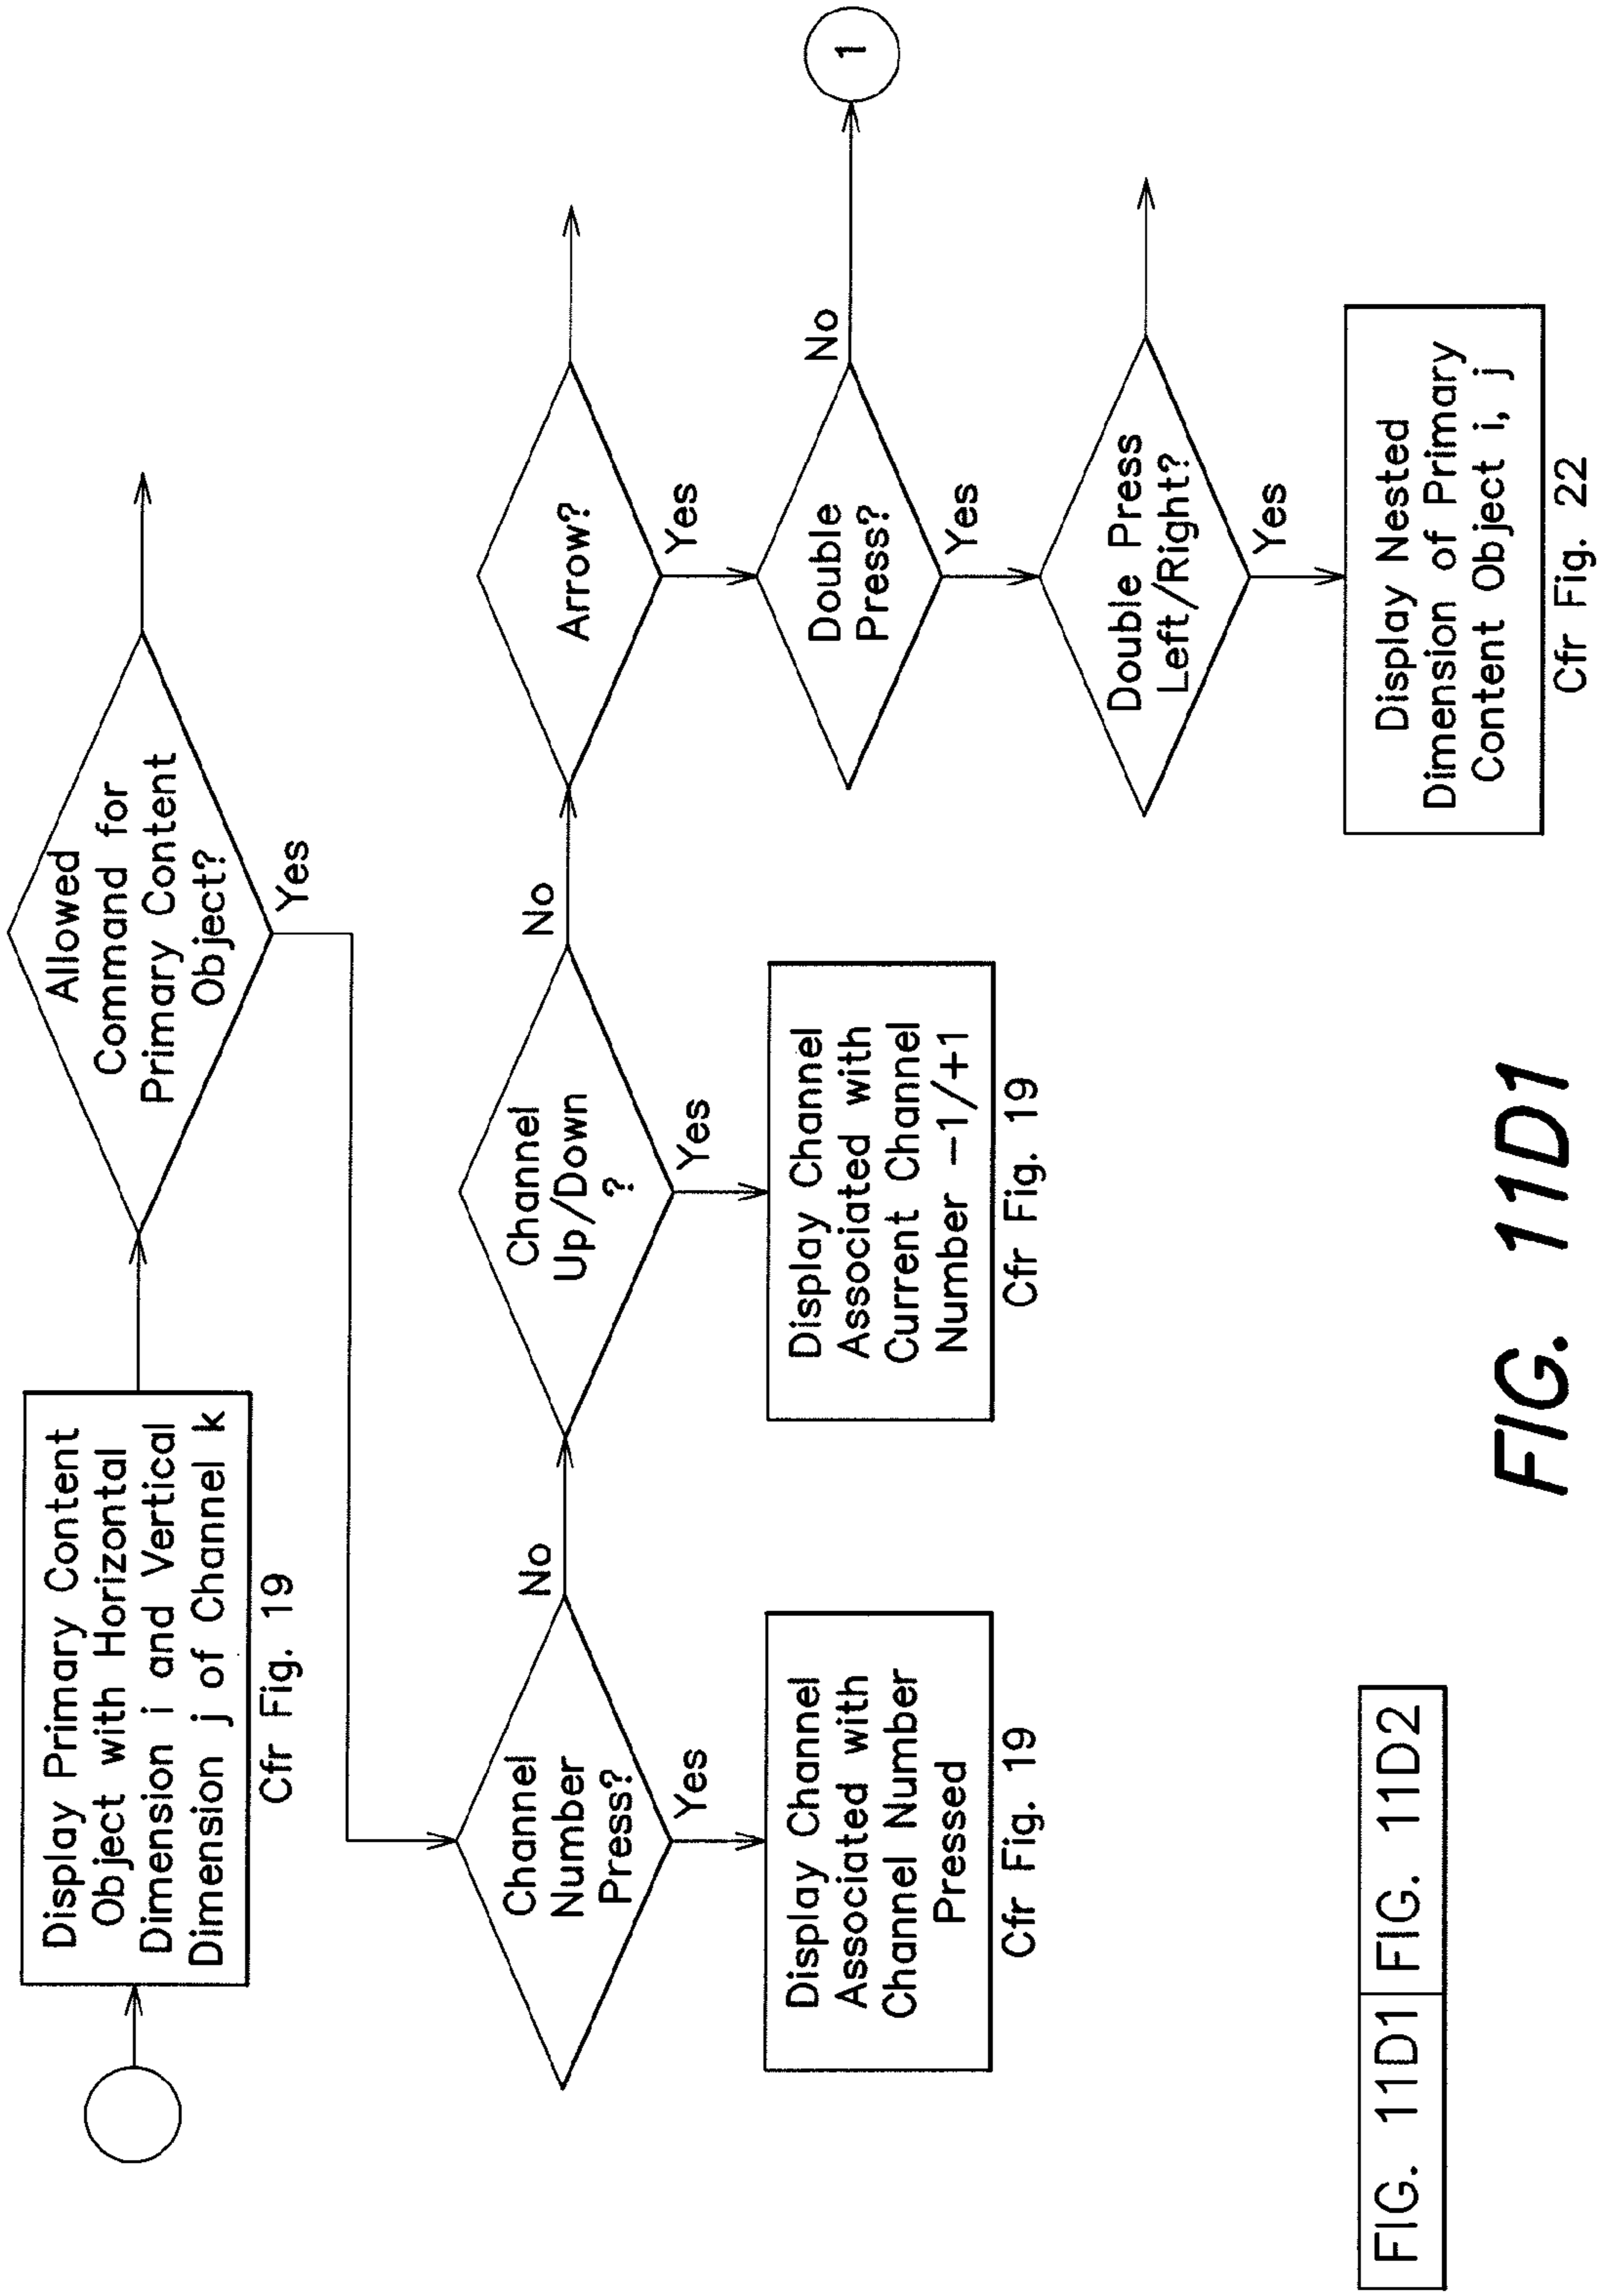 Display Primary Content
Object with Horizontal
Dimension i and Vertical
Dimension j of Channel k
Cfr Fig. 19
Allowed
Command for
Primary Content
Object?
Yes
Channel
Number
Press?
No
Yes
Display Channel
Associated with
Channel Number
Pressed
Cfr Fig. 19
Channel
Up/Down
?
No
Yes
Display Channel
Associated with
Current Channel
Number -1/+1
Cfr Fig. 19
Arrow?
Yes
Double
Press?
No
1
Yes
Double Press
Left/Right?
Yes
Display Nested
Dimension of Primary
Content Object i, j
Cfr Fig. 22
FIG. 11D1 FIG. 11D2
FIG. 11D1